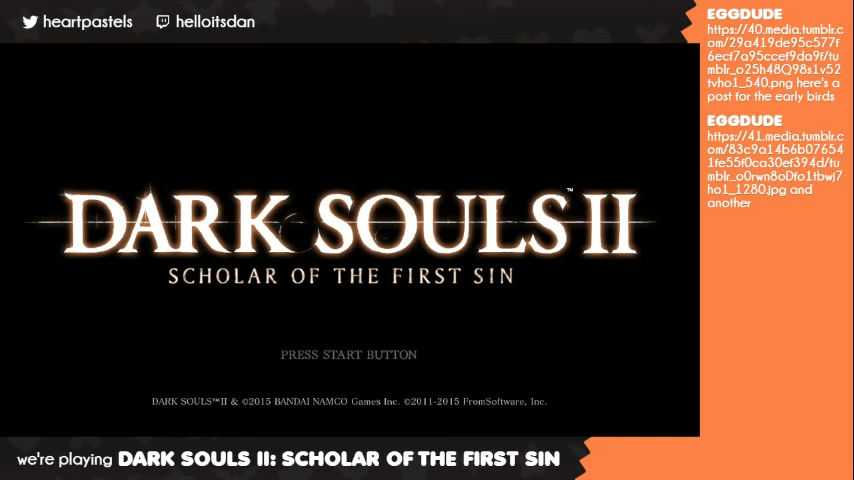 heartpastels helloitsdan
DARK SOULS™ II
SCHOLAR OF THE FIRST SIN
PRESS START BUTTON
DARK SOULS™II & ©2015 BANDAI NAMCO Games Inc. ©2011-2015 FromSoftware, Inc.
we're playing DARK SOULS II: SCHOLAR OF THE FIRST SIN
EGGDUDE
https://40.media.tumblr.c
om/29a419de95c577f
6ecf7a95ccef9da9f/tu
mblr_o25h48Q98s1v52
tvho1_540.png here's a
post for the early birds
EGGDUDE
https://41.media.tumblr.c
om/83c9a14b6b07654
1fe55f0ca30ef394d/tu
mblr_o0rwn8oDfo1tbwj7
ho1_1280.jpg and
another